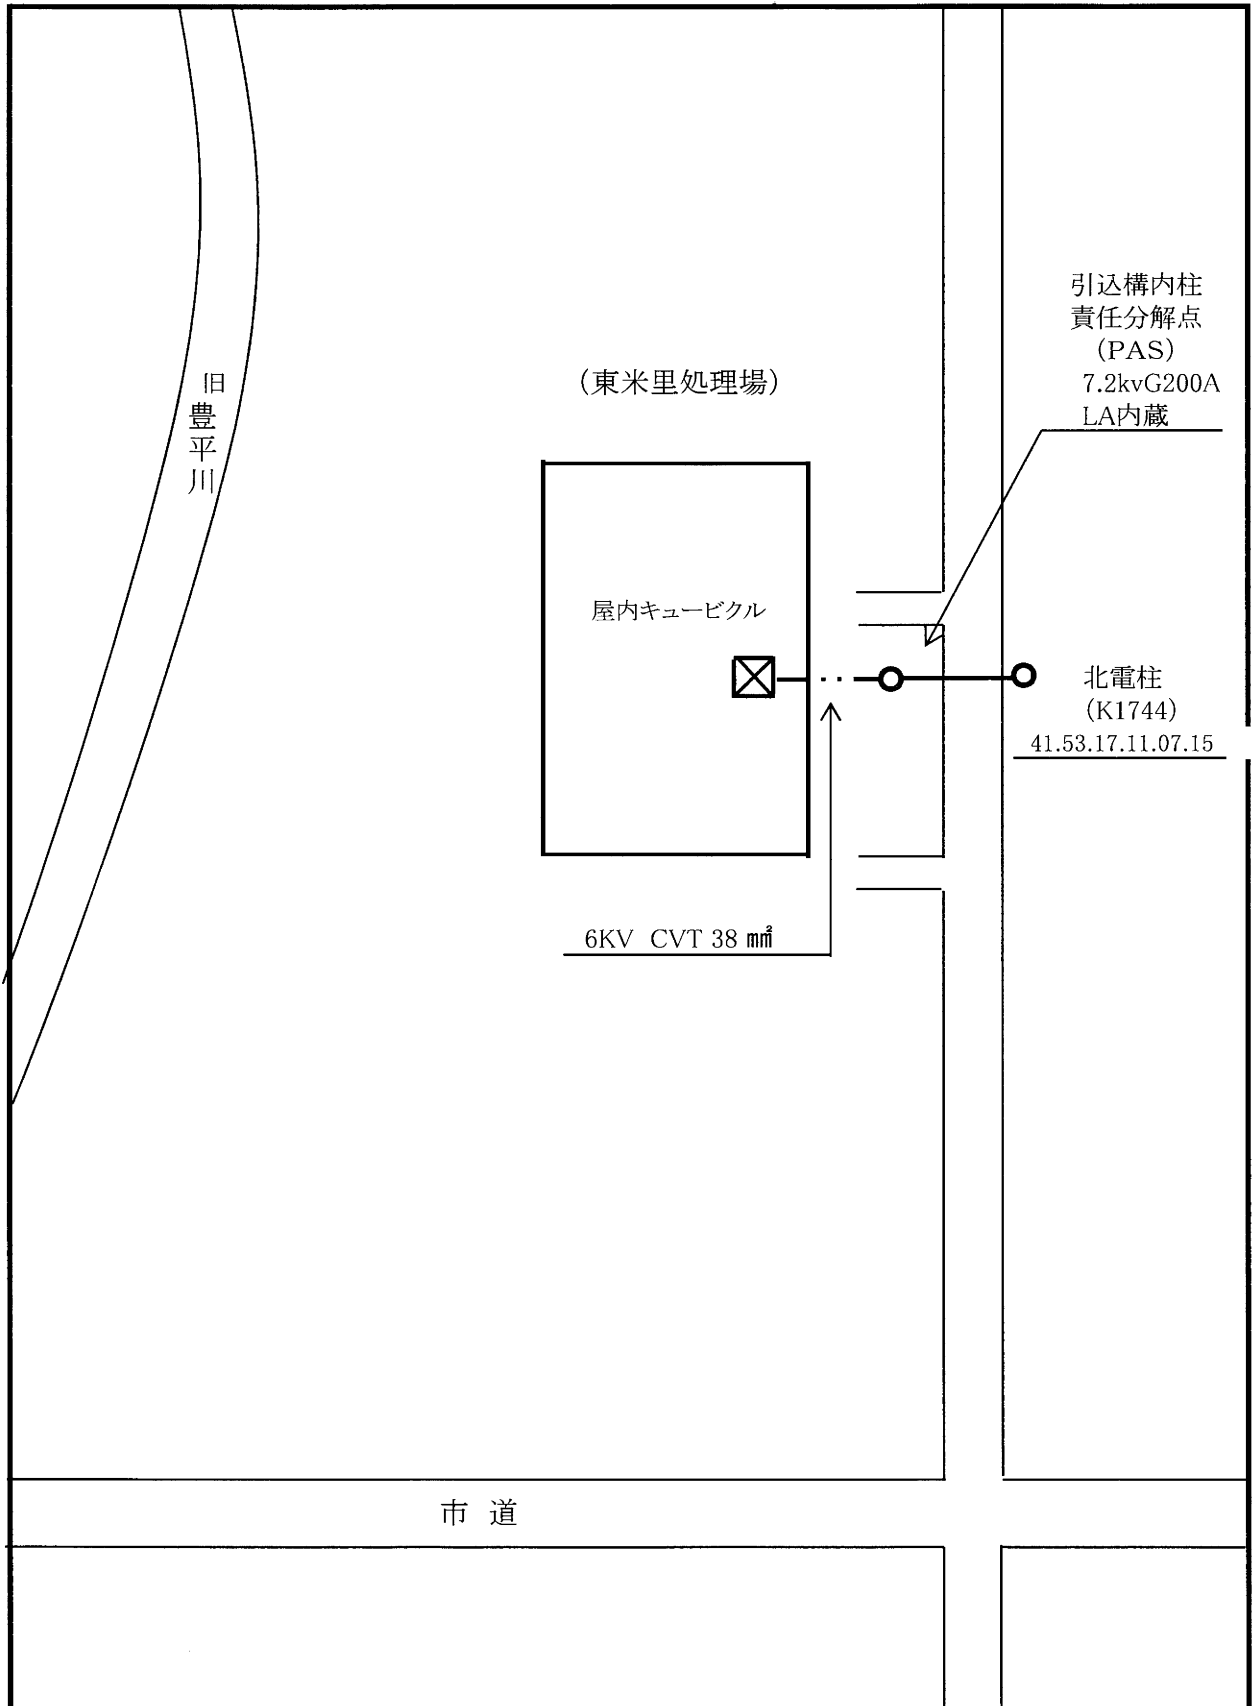 引込構内柱
責任分解点
(PAS)
7.2kvG200A
LA内蔵
(東米里処理場)
旧豊平川
屋内キュービクル
北電柱
(K1744)
41.53.17.11.07.15
6KV CVT 38 ㎟
市 道